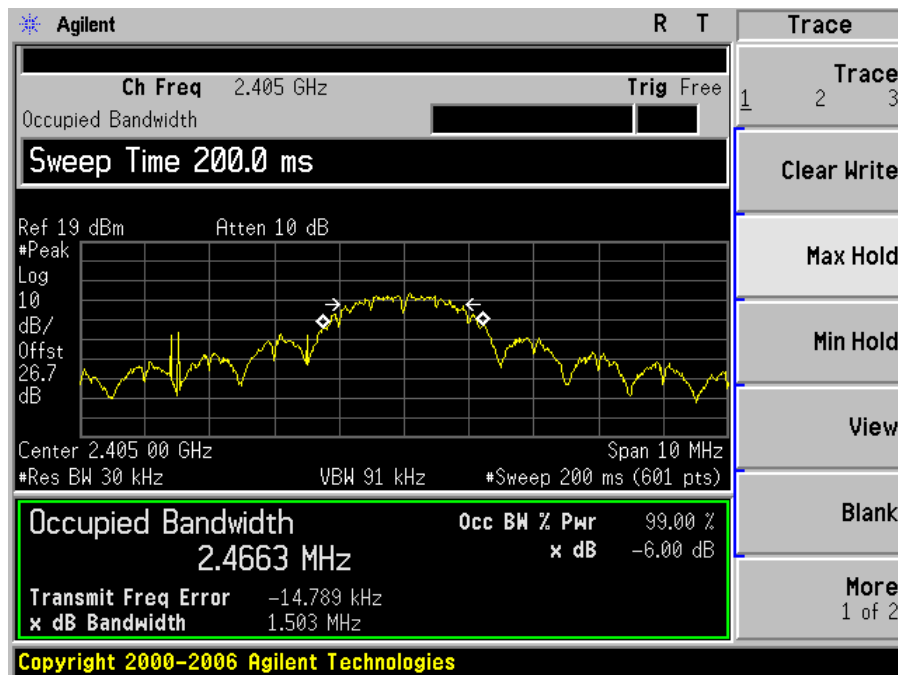 Agilent
R T
Trace
Ch Freq 2.405 GHz
Trig Free
Occupied Bandwidth
Sweep Time 200.0 ms
Ref 19 dBm
Atten 10 dB
#Peak
Log
10
dB/
Offst
26.7
dB
Center 2.405 00 GHz
Span 10 MHz
#Res BW 30 kHz
VBW 91 kHz
#Sweep 200 ms (601 pts)
Occupied Bandwidth
2.4663 MHz
Occ BW % Pwr 99.00 %
x dB -6.00 dB
Transmit Freq Error -14.789 kHz
x dB Bandwidth 1.503 MHz
Trace
1 2 3
Clear Write
Max Hold
Min Hold
View
Blank
More
1 of 2
Copyright 2000-2006 Agilent Technologies